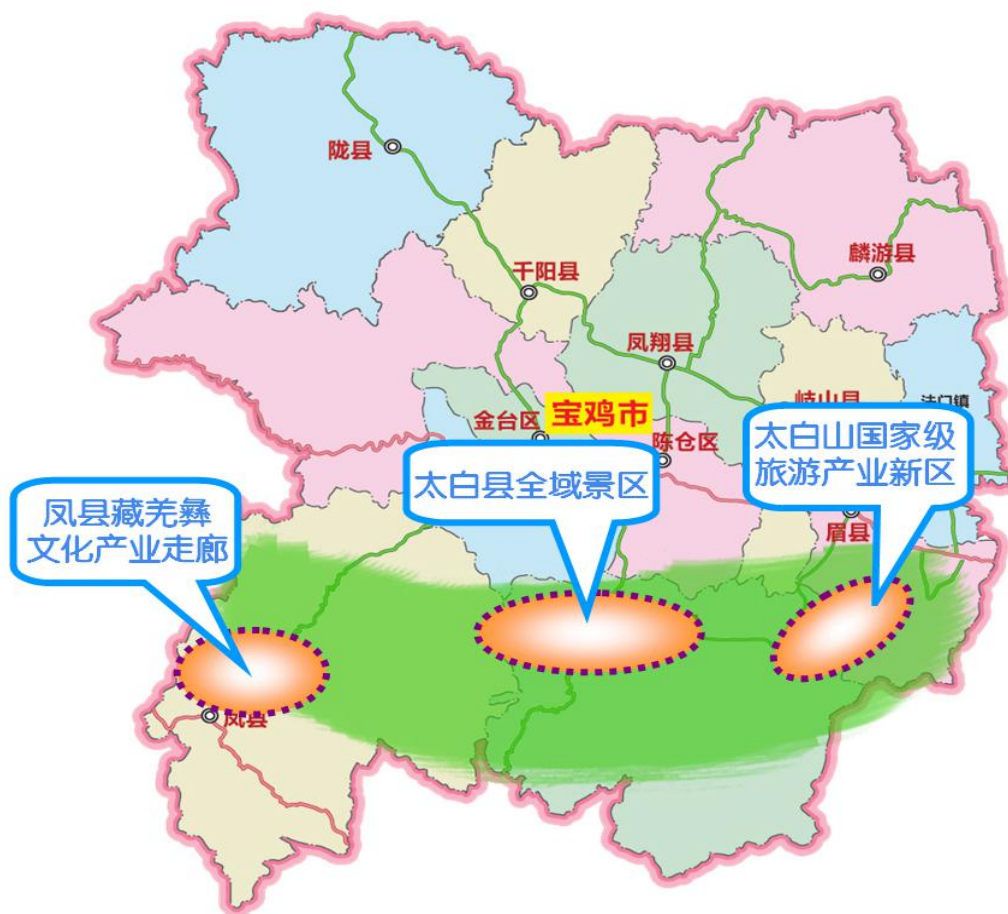 陇县
麟游县
千阳县
凤翔县
岐山县
法门镇
金台区
宝鸡市
陈仓区
太白山国家级
旅游产业新区
太白县全域景区
凤县藏羌彝
文化产业走廊
眉县
凤县